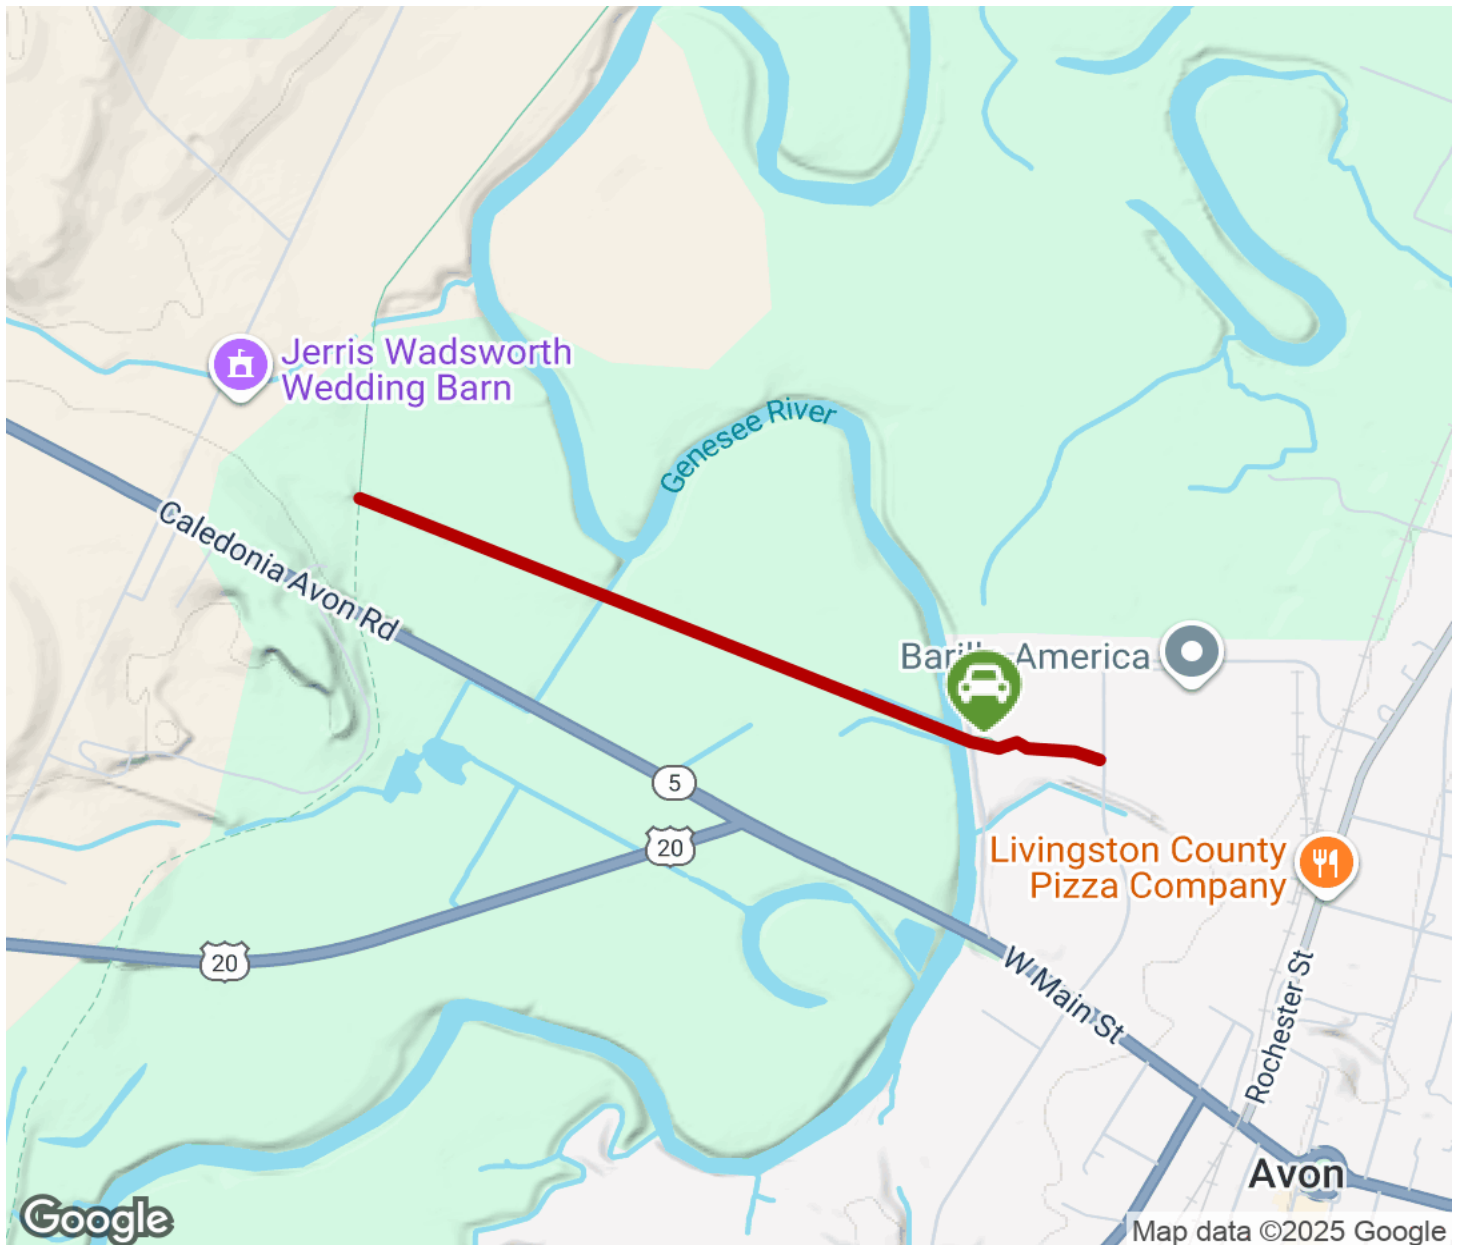 Jerris Wadsworth
Wedding Barn
Genesee River
Caledonia Avon Rd
America
5
20
Livingston County
Pizza Company
20
W Main St
Rochester St
Avon
Google
Map data ©2025 Google